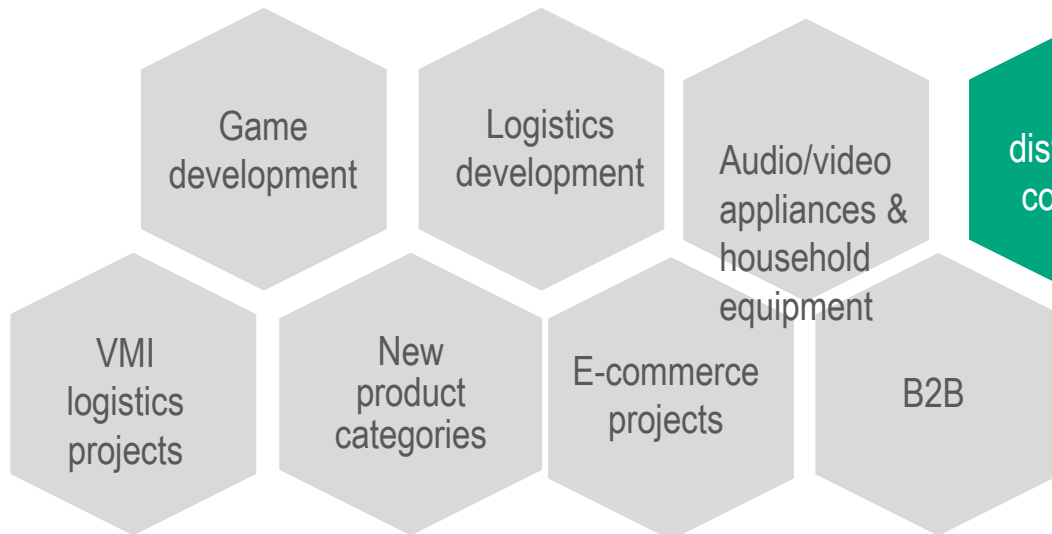 Game
development
Logistics
development
Audio/video
appliances &
household
equipment
VMI
logistics
projects
New
product
categories
E-commerce
projects
B2B